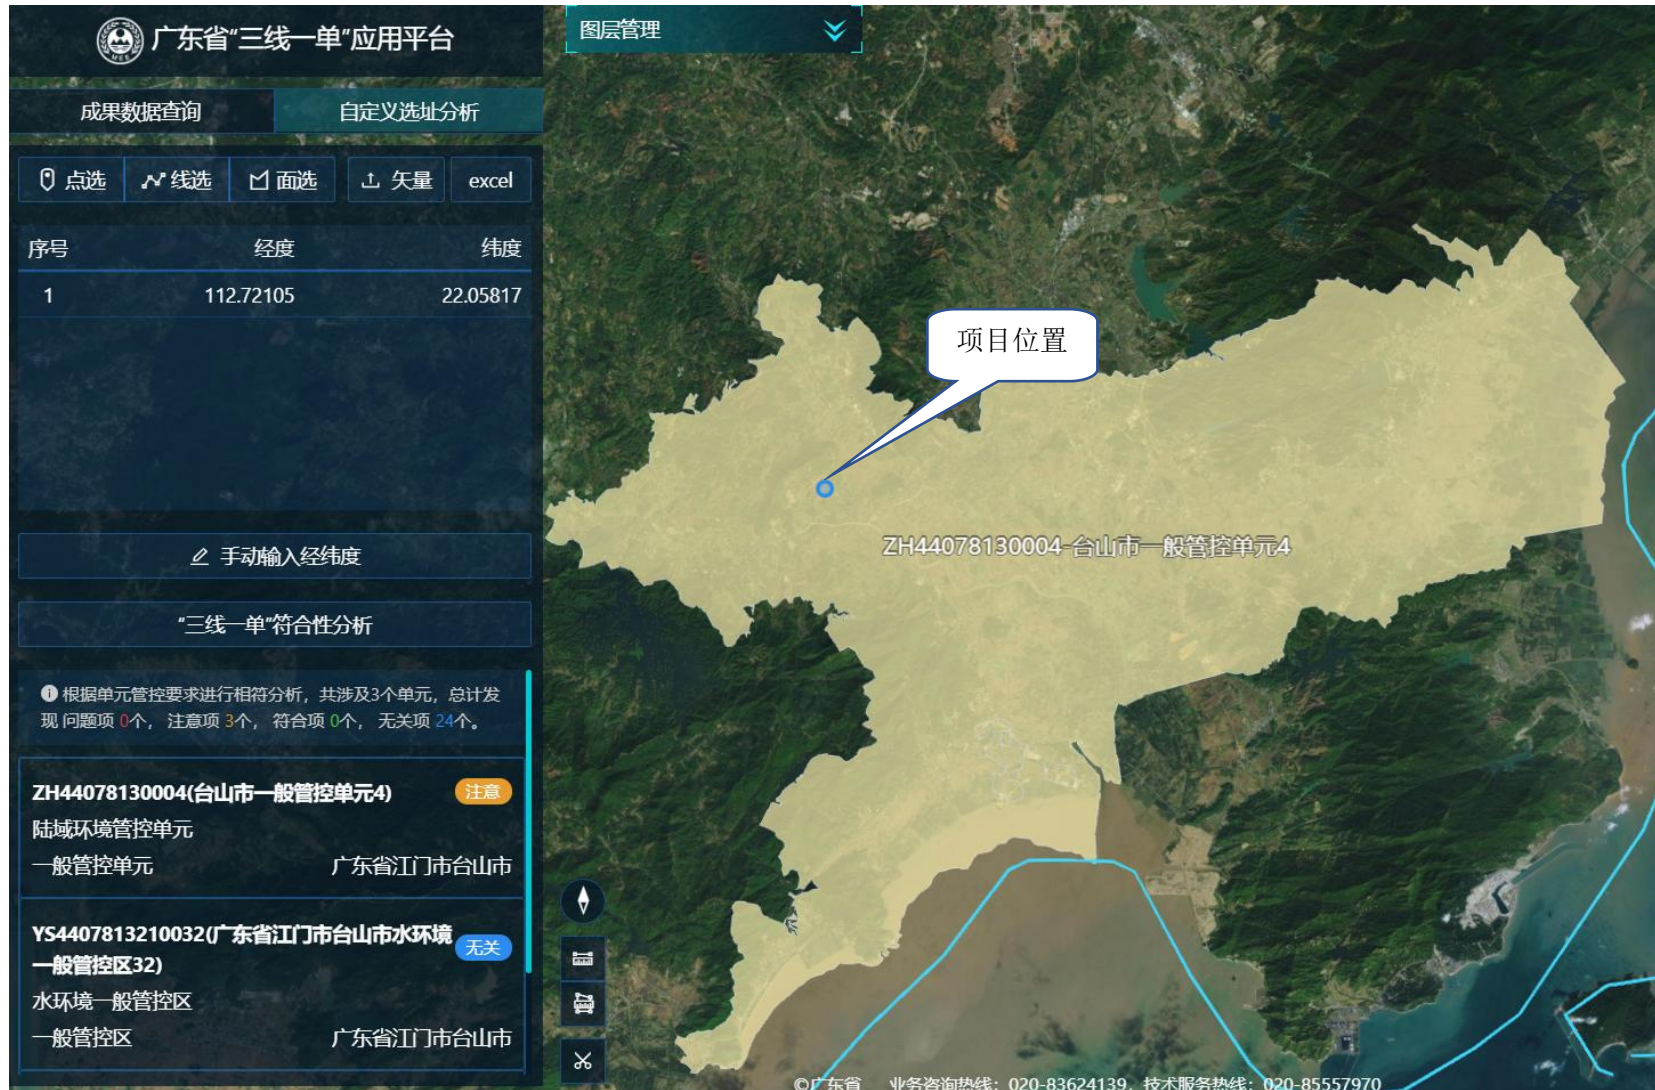 广东省“三线一单”应用平台
图层管理
成果数据查询 自定义选址分析
点选 线选 面选 矢量 excel
序号 经度 纬度
1 112.72105 22.05817
项目位置
手动输入经纬度
ZH44078130004-台山市一般管控单元4
“三线一单”符合性分析
根据单元管控要求进行相符分析，共涉及3个单元，总计发
现 问题项 0个， 注意项 3个， 符合项 0个， 无关项 24个。
ZH44078130004(台山市一般管控单元4) 注意
陆域环境管控单元
一般管控单元 广东省江门市台山市
YS4407813210032(广东省江门市台山市水环境
一般管控区32) 无关
水环境一般管控区
一般管控区 广东省江门市台山市
©广东省 业务咨询热线：020-83624139，技术服务热线：020-85557970